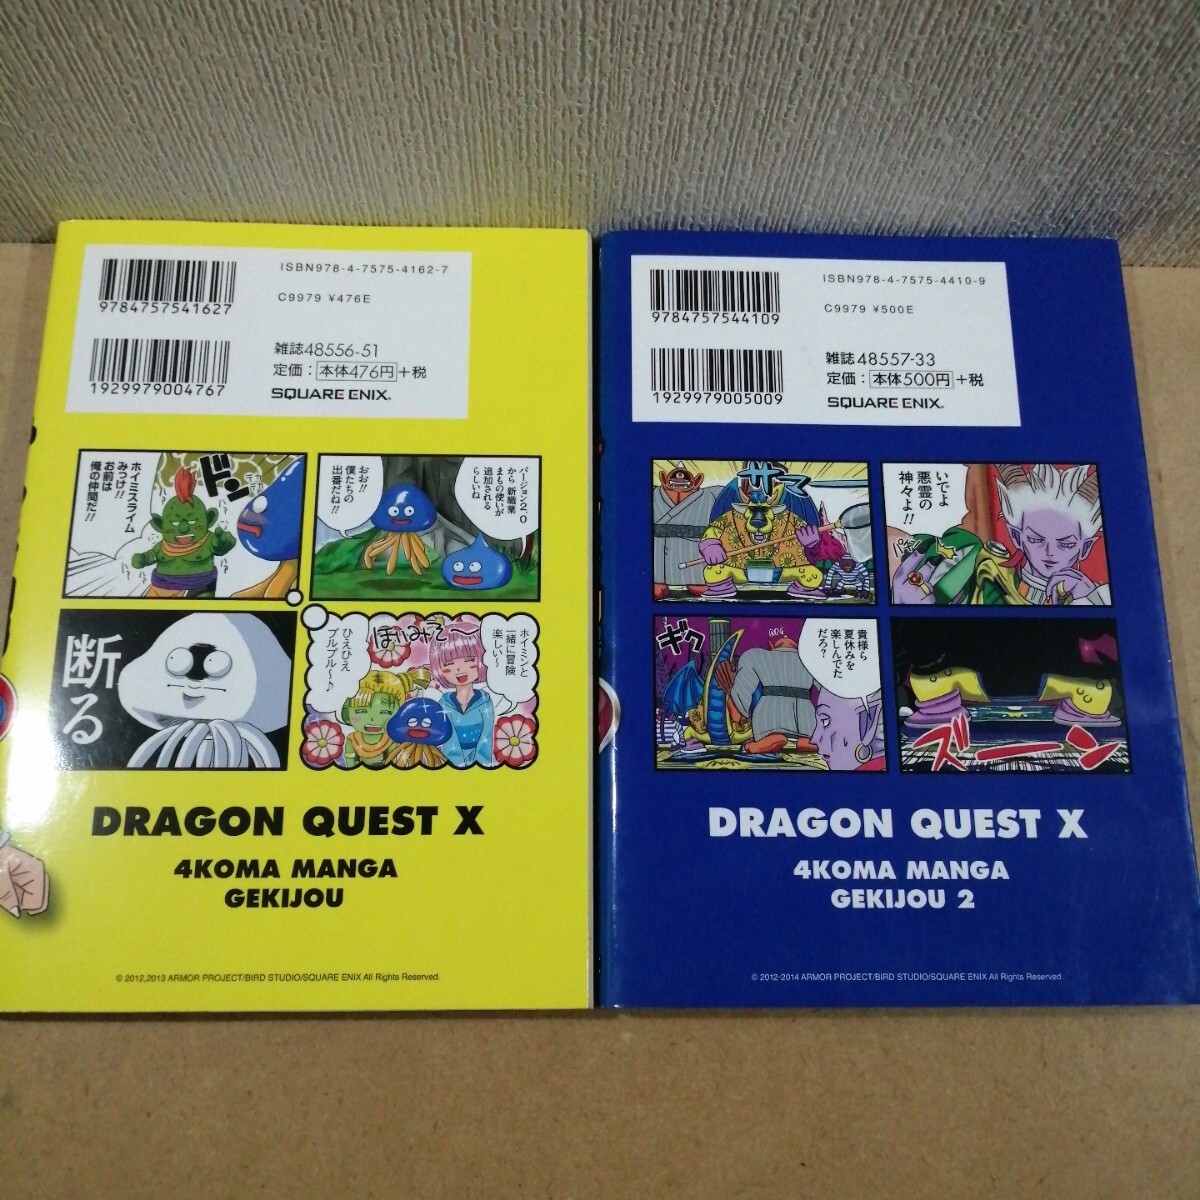 ISBN978-4-7575-4162-7
9784757541627
C9979 ¥476E
雑誌48556-51
定価：本体476円+税
1929979004767
SQUARE ENIX.
バージョン2.0
から 新職業
まもの使いが
追加される
らしいね
おお!!
僕たちの
出番だね!
ドン
ホイミスライム
みっけ!!
お前は
俺の仲間だ!!
ホイミンと
一緒に冒険
楽しい〜
ほいみぇ〜
ひえひえ
プルプル〜♪
断る
DRAGON QUEST X
4KOMA MANGA
GEKIJOU
© 2012,2013 ARMOR PROJECT/BIRD STUDIO/SQUARE ENIX All Rights Reserved.
ISBN978-4-7575-4410-9
9784757544109
C9979 ¥500E
雑誌48557-33
定価：本体500円+税
1929979005009
SQUARE ENIX.
いでよ
悪霊の
神々よ!!
パチン
サマー
ズーーン
貴様ら
夏休みを
楽しんでた
だろ?
ギク
DRAGON QUEST X
4KOMA MANGA
GEKIJOU 2
© 2012-2014 ARMOR PROJECT/BIRD STUDIO/SQUARE ENIX All Rights Reserved.